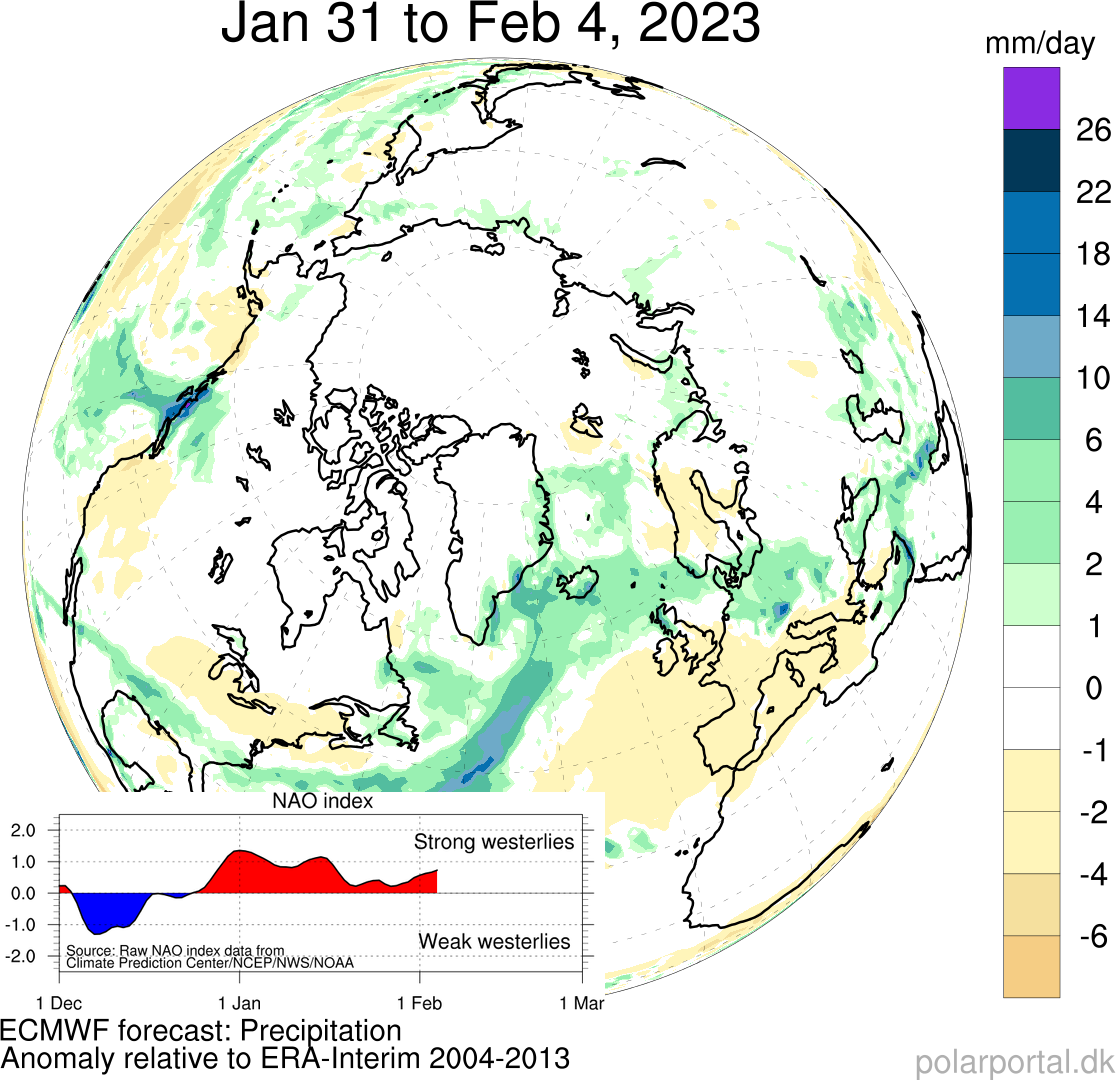 Jan 31 to Feb 4, 2023
mm/day
26
22
18
14
10
6
4
2
1
0
-1
-2
-4
-6
NAO index
2.0
1.0
0.0
-1.0
-2.0
Strong westerlies
Weak westerlies
Source: Raw NAO index data from
Climate Prediction Center/NCEP/NWS/NOAA
1 Dec 1 Jan 1 Feb 1 Mar
ECMWF forecast: Precipitation
Anomaly relative to ERA-Interim 2004-2013
polarportal.dk